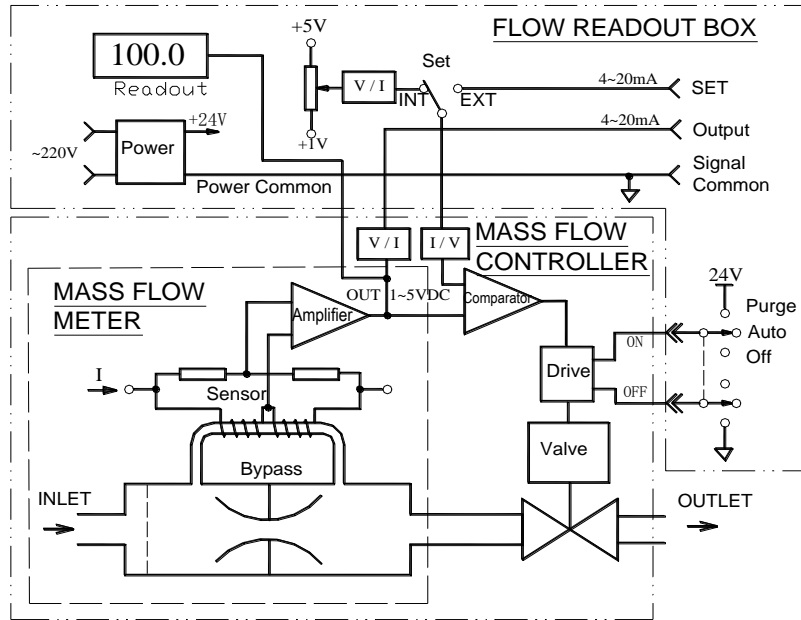 FLOW READOUT BOX
100.0
Readout
+5V
V / I
+1V
Set
INT
EXT
4~20mA
SET
4~20mA
Output
Signal
Common
~220V
Power
+24V
Power Common
V / I
I / V
MASS FLOW
CONTROLLER
MASS FLOW
METER
OUT
1~5VDC
Amplifier
Comparator
24V
Purge
Auto
Off
ON
OFF
Drive
Valve
I
Sensor
Bypass
INLET
OUTLET